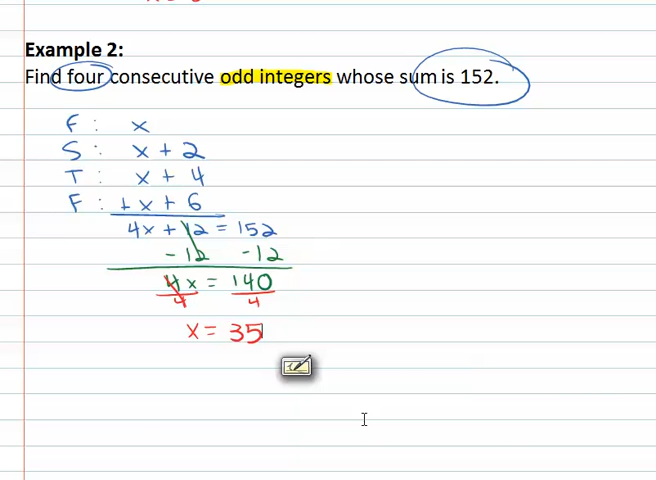 Example 2:
Find four consecutive odd integers whose sum is 152.
F : x
S : x + 2
T : x + 4
F : + x + 6
4x + 12 = 152
- 12 - 12
4x = 140
4 4
x = 35